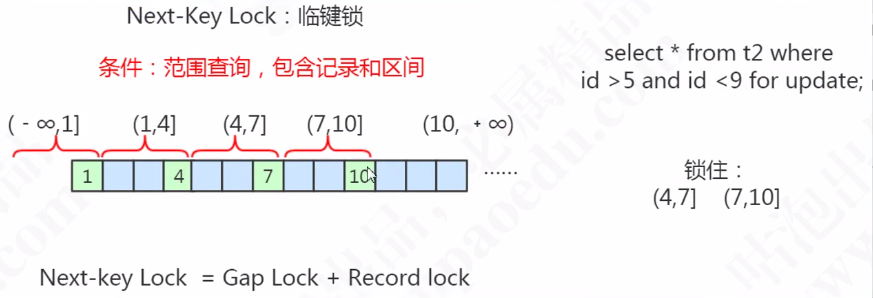 Next-Key Lock：临键锁
条件：范围查询，包含记录和区间
select * from t2 where
id >5 and id <9 for update;
( - ∞,1] (1,4] (4,7] (7,10] (10, + ∞)
1 4 7 10 ……
锁住：
(4,7] (7,10]
Next-key Lock = Gap Lock + Record lock